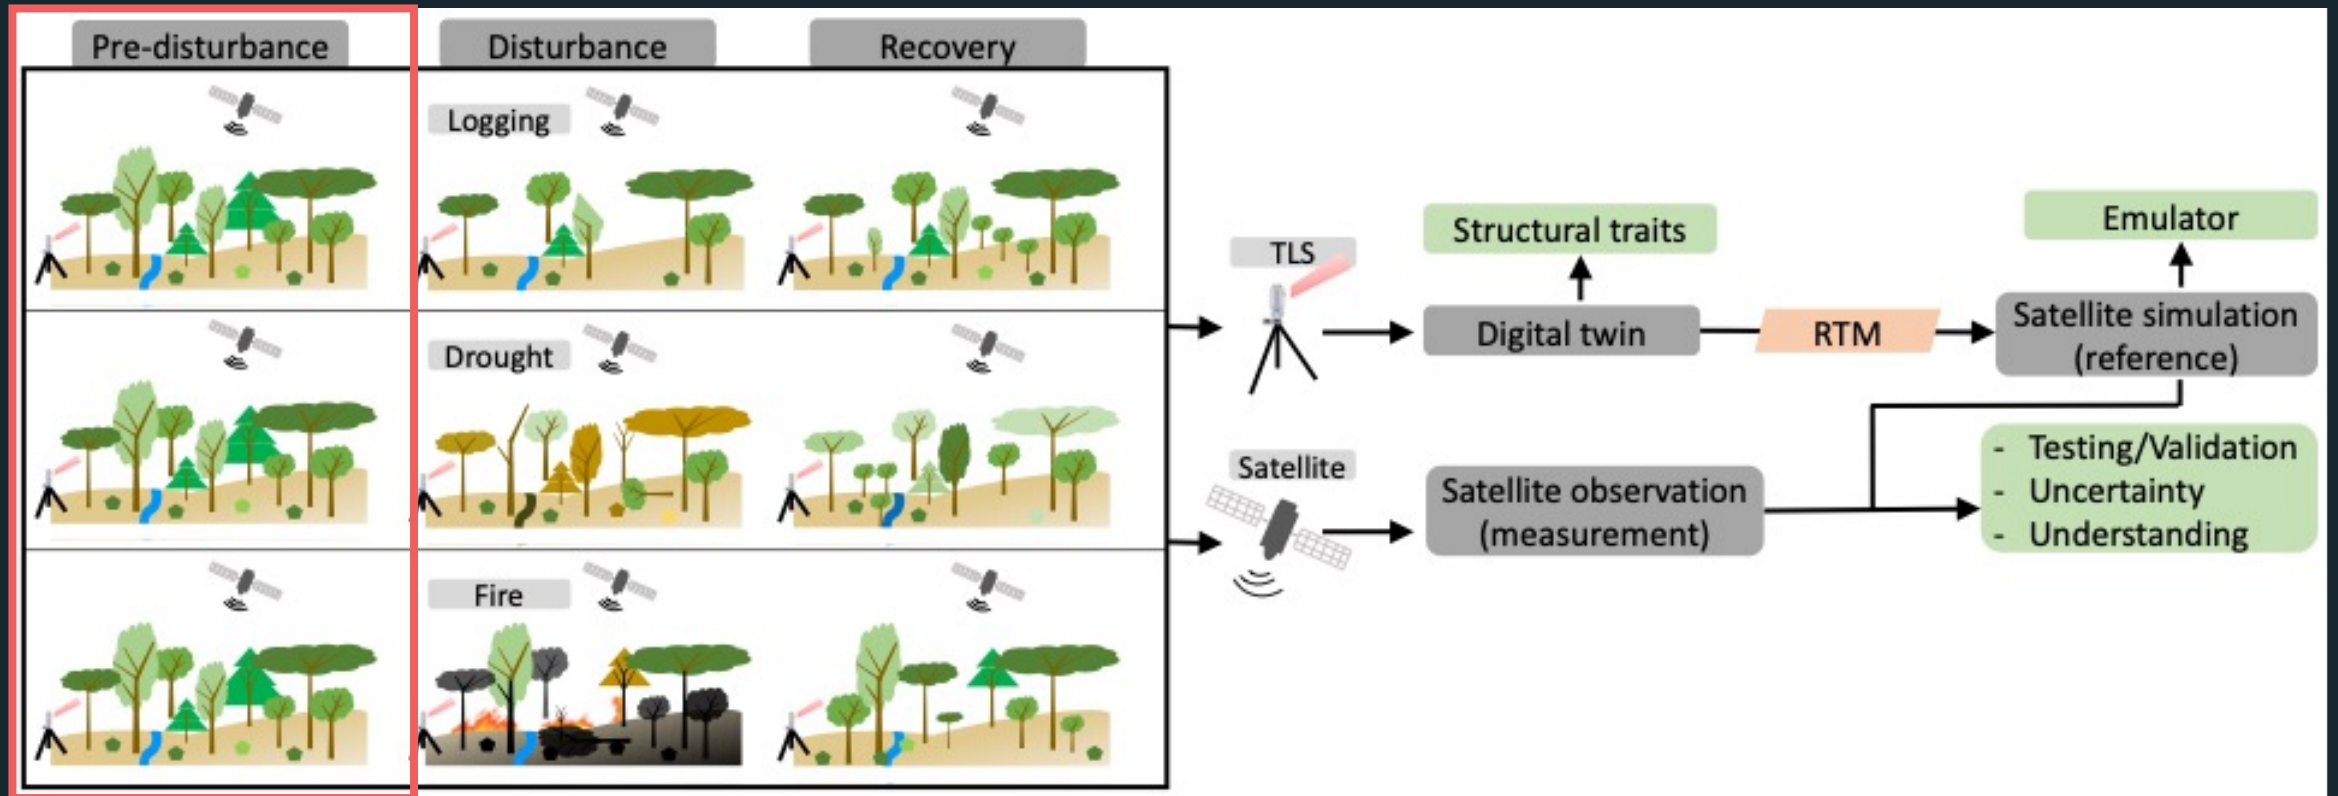 Pre-disturbance
Disturbance
Recovery
Logging
Drought
Fire
TLS
Satellite
Structural traits
Digital twin
RTM
Emulator
Satellite simulation
(reference)
Satellite observation
(measurement)
- Testing/Validation
- Uncertainty
- Understanding